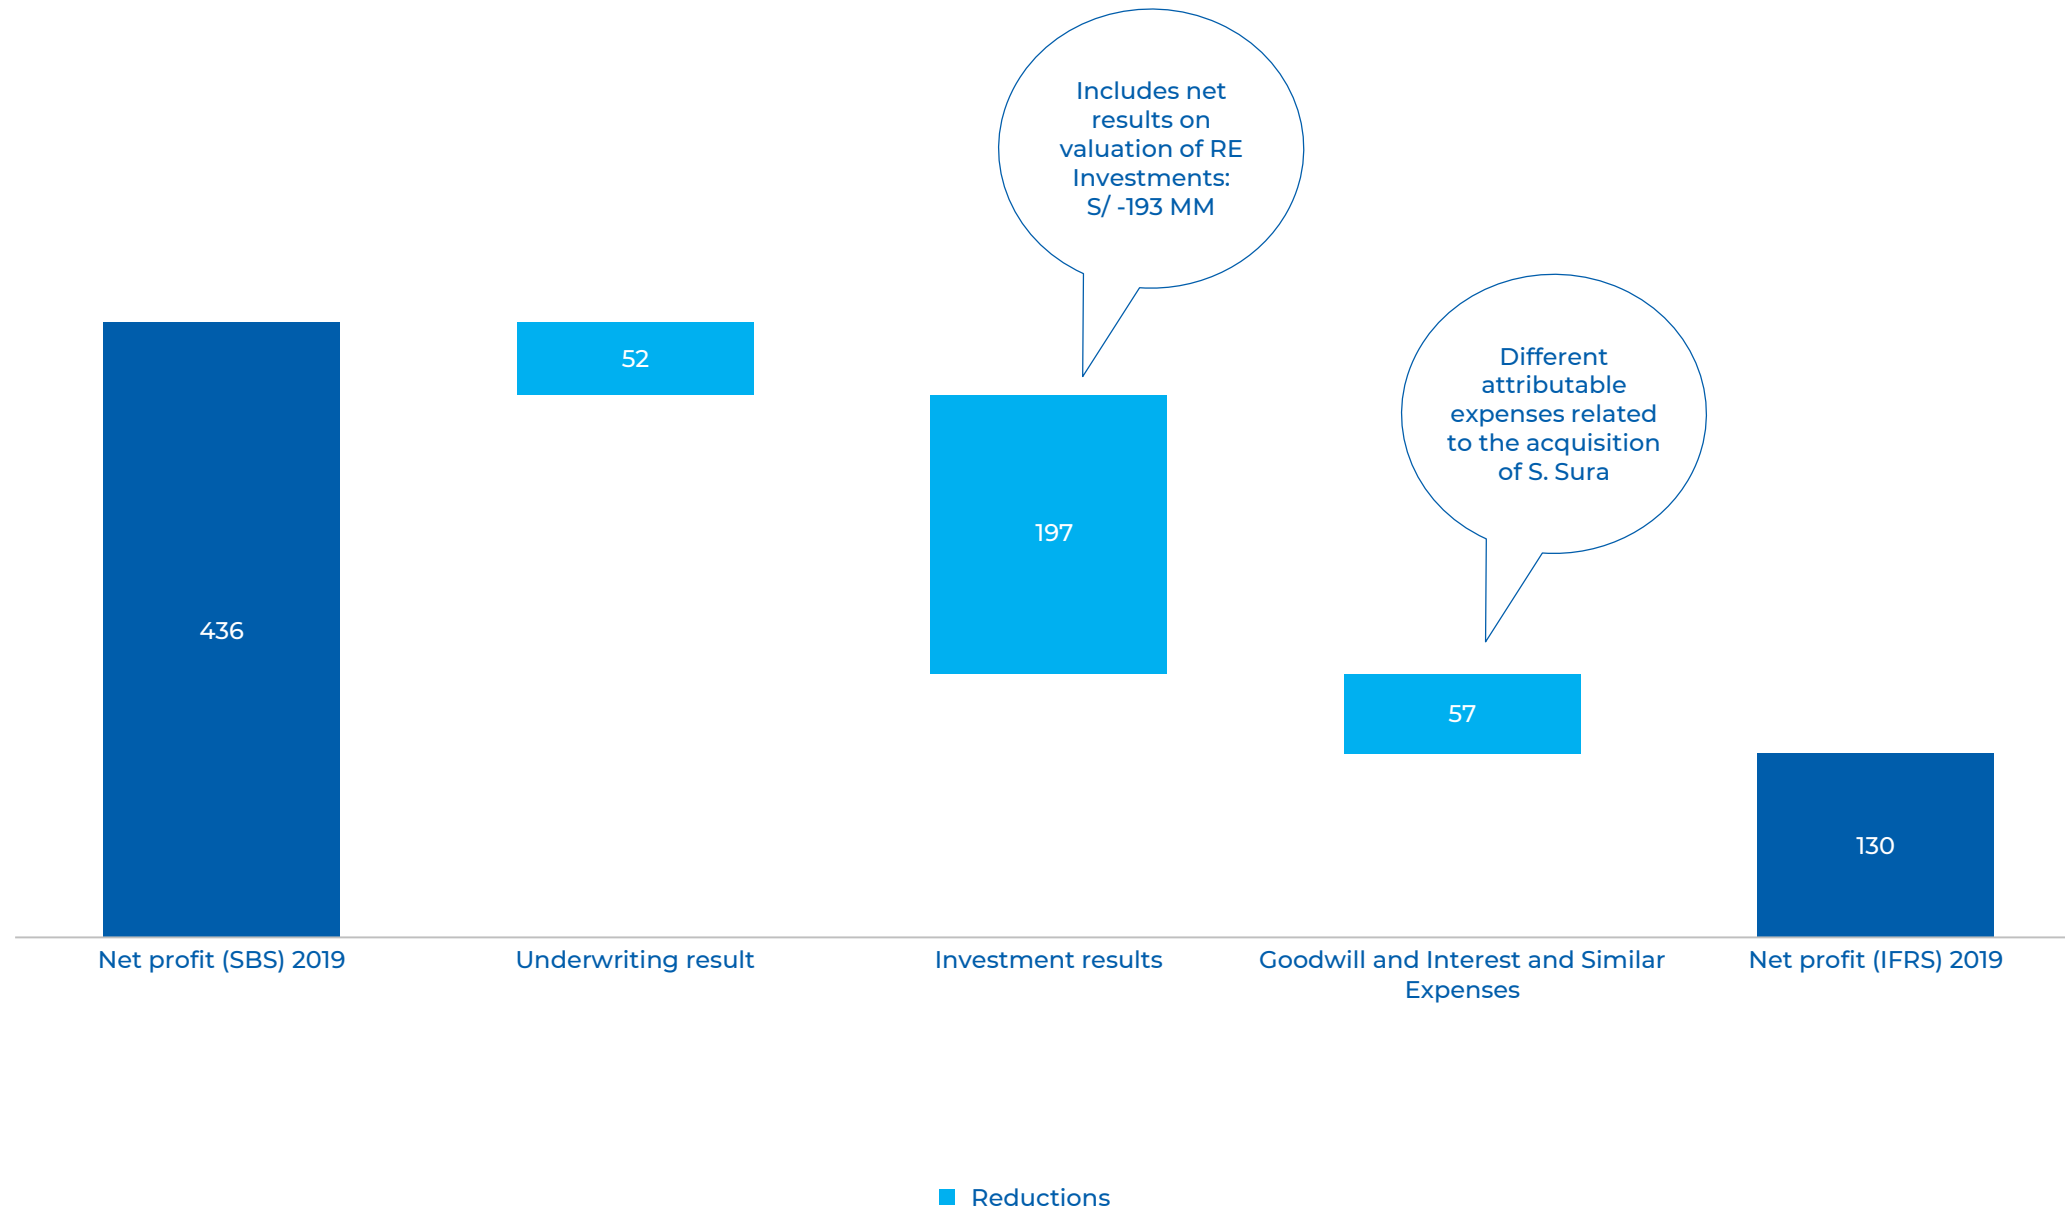 Includes net
results on
valuation of RE
Investments:
S/ -193 MM
Different
attributable
expenses related
to the acquisition
of S. Sura
52
197
436
57
130
Net profit (SBS) 2019
Underwriting result
Investment results
Goodwill and Interest and Similar
Expenses
Net profit (IFRS) 2019
Reductions